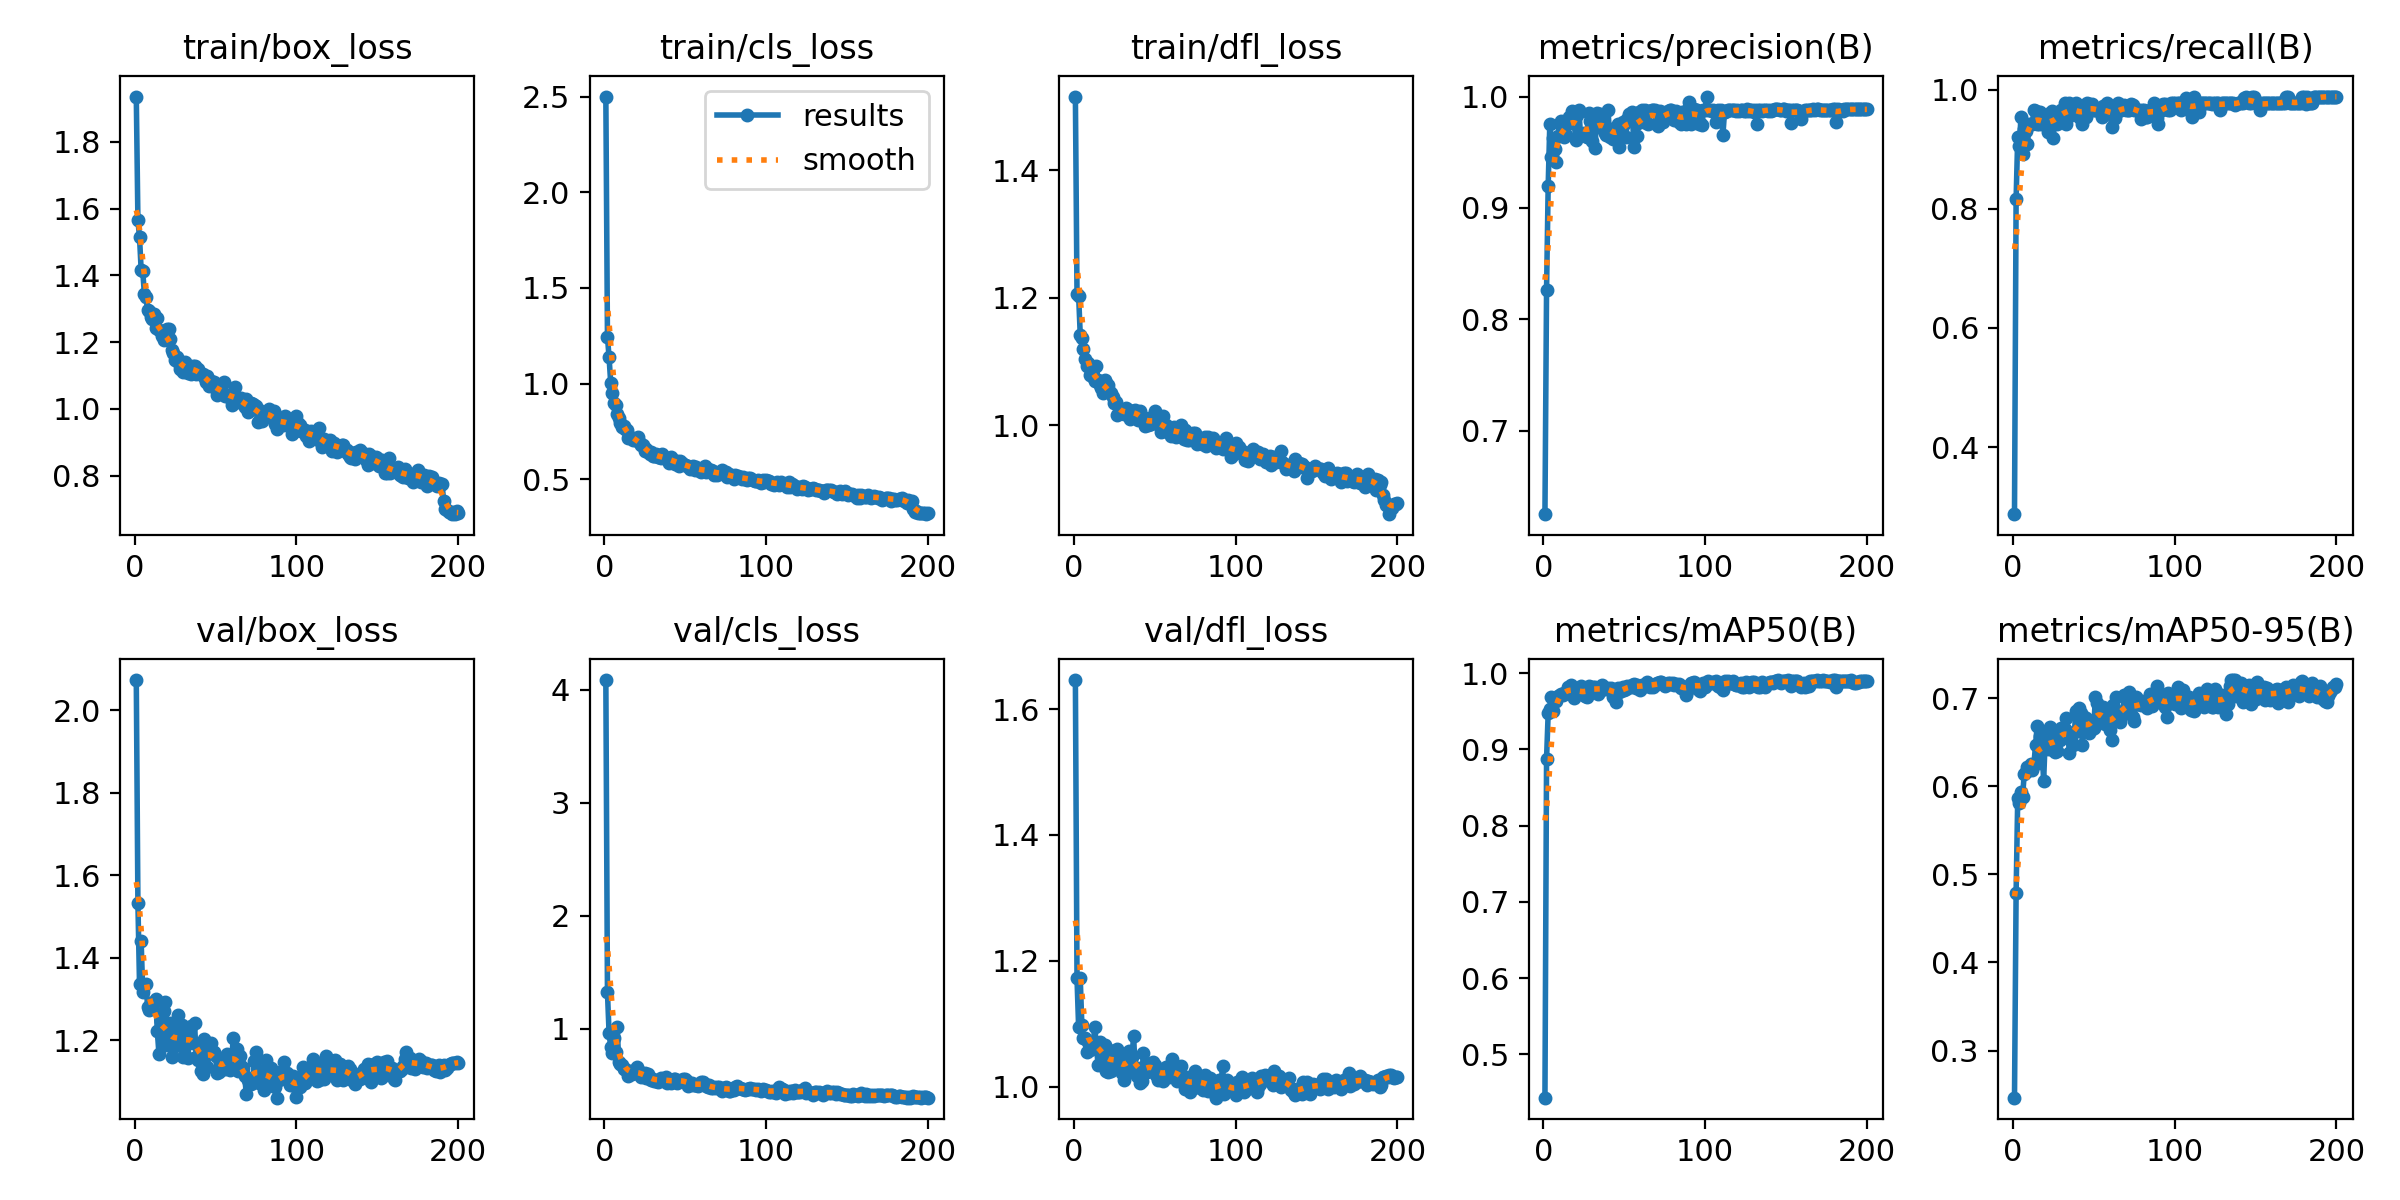 train/box_loss
1.8
1.6
1.4
1.2
1.0
0.8
0 100 200
train/cls_loss
results
smooth
2.5
2.0
1.5
1.0
0.5
0 100 200
train/dfl_loss
1.4
1.2
1.0
0 100 200
metrics/precision(B)
1.0
0.9
0.8
0.7
0 100 200
metrics/recall(B)
1.0
0.8
0.6
0.4
0 100 200
val/box_loss
2.0
1.8
1.6
1.4
1.2
0 100 200
val/cls_loss
4
3
2
1
0 100 200
val/dfl_loss
1.6
1.4
1.2
1.0
0 100 200
metrics/mAP50(B)
1.0
0.9
0.8
0.7
0.6
0.5
0 100 200
metrics/mAP50-95(B)
0.7
0.6
0.5
0.4
0.3
0 100 200